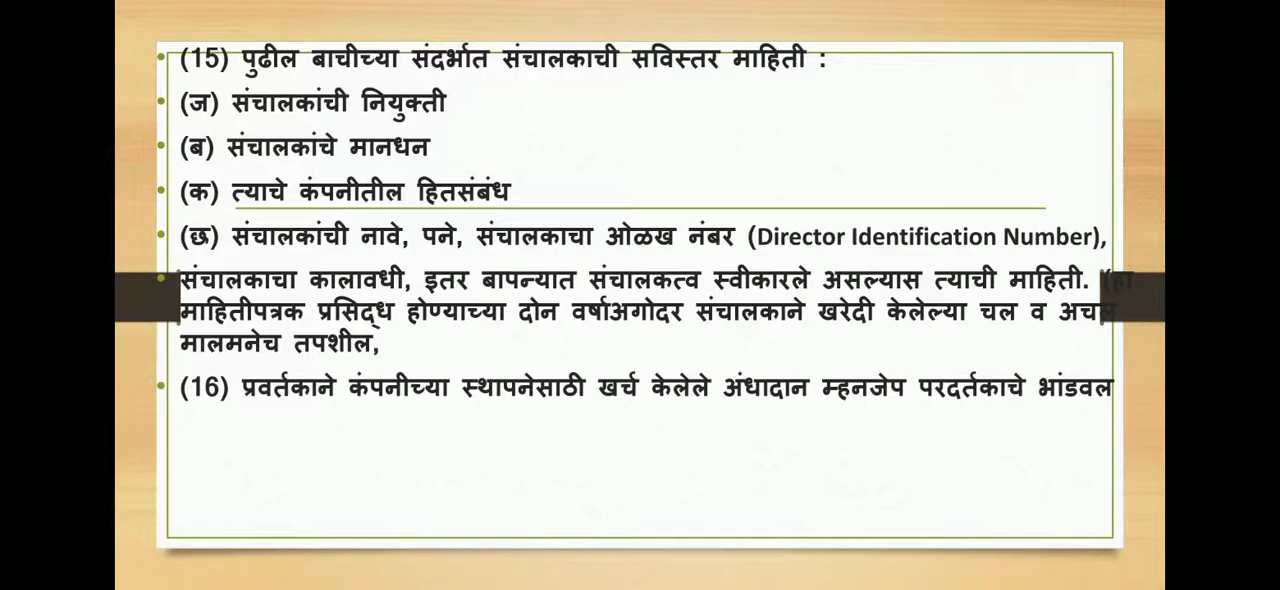 (15) पुढील बाचीच्या संदर्भात संचालकाची सविस्तर माहिती :
(ज) संचालकांची नियुक्ती
(ब) संचालकांचे मानधन
(क) त्याचे कंपनीतील हितसंबंध
(छ) संचालकांची नावे, पने, संचालकाचा ओळख नंबर (Director Identification Number),
संचालकाचा कालावधी, इतर बापन्यात संचालकत्व स्वीकारले असल्यास त्याची माहिती. (हा
माहितीपत्रक प्रसिद्ध होण्याच्या दोन वर्षाअगोदर संचालकाने खरेदी केलेल्या चल व अचल
मालमनेच तपशील,
(16) प्रवर्तकाने कंपनीच्या स्थापनेसाठी खर्च केलेले अंधादान म्हनजेप परदर्तकाचे भांडवल